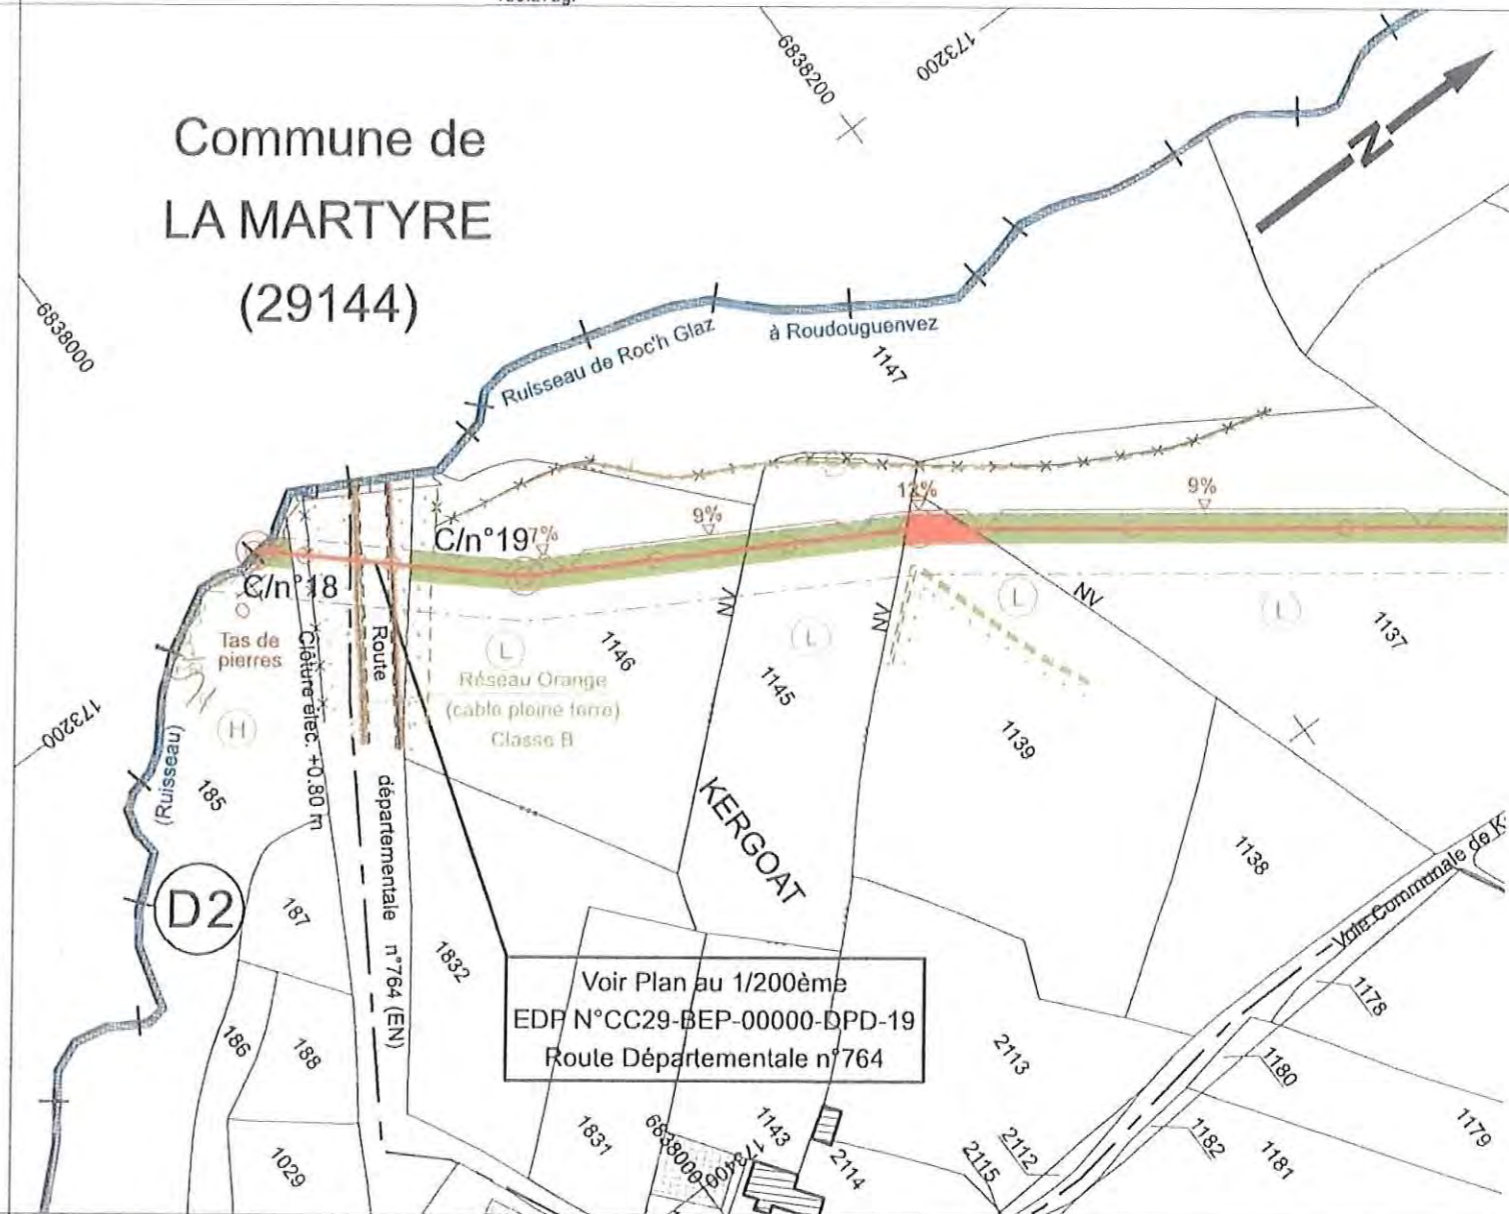 6838200
173200
N
Commune de
LA MARTYRE
(29144)
6838000
Ruisseau de Roc'h Glaz
à Roudouguenvez
1147
13%
9%
9%
7%
C/n°19
C/n°18
Tas de
pierres
Clôture élec. +0.80 m
Route
départementale n°764 (EN)
L
Réseau Orange
(cable pleine terre)
Classe B
1146
NV
1145
L
NV
L
NV
L
1137
173200
H
(Ruisseau)
185
1139
KERGOAT
1138
D2
187
1832
Voie Communale de K
Voir Plan au 1/200ème
EDP N°CC29-BEP-00000-DPD-19
Route Départementale n°764
186
188
2113
1178
1180
1179
1029
1831
6838000
173400
1143
2114
2115
2112
1182
1181